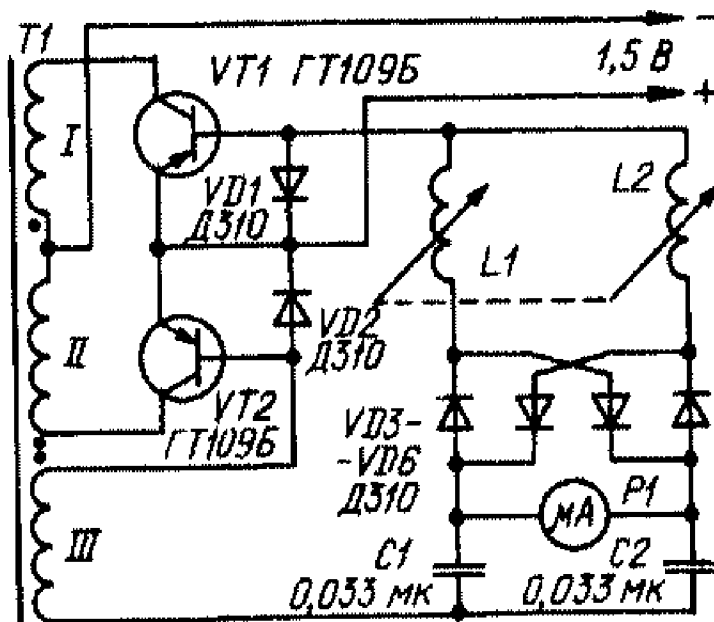 T1
VT1 ГТ109Б
1,5 В
−
+
I
VD1
Д310
L1
L2
II
VD2
Д310
VT2
ГТ109Б
VD3-
-VD6
Д310
P1
μA
III
C1
0,033 мк
C2
0,033 мк